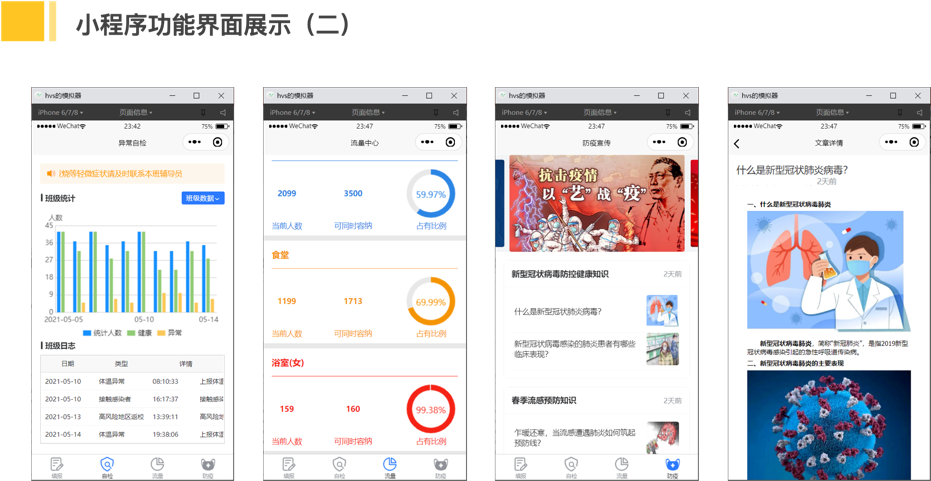 小程序功能界面展示（二）
hvs的模拟器
iPhone 6/7/8
页面信息
WeChat
23:42
75%
异常自检
烧等轻微症状请及时联系本班辅导员
班级统计
班级数据
人数
45
36
27
18
9
0
2021-05-05
05-10
05-14
统计人数
健康
异常
班级日志
日期
类型
详情
2021-05-10
体温异常
08:10:33
上报体温
2021-05-10
接触感染者
16:17:37
接触感染
2021-05-13
高风险地区返校
13:39:11
高风险地
2021-05-14
体温异常
19:38:06
上报体温
填报
自检
流量
防疫
hvs的模拟器
iPhone 6/7/8
页面信息
WeChat
23:47
75%
流量中心
2099
3500
59.97%
当前人数
可同时容纳
占有比例
食堂
1199
1713
69.99%
当前人数
可同时容纳
占有比例
浴室(女)
159
160
99.38%
当前人数
可同时容纳
占有比例
填报
自检
流量
防疫
hvs的模拟器
iPhone 6/7/8
页面信息
WeChat
23:47
75%
防疫宣传
抗击疫情
以“艺”战“疫”
新型冠状病毒防控健康知识
2天前
什么是新型冠状肺炎病毒?
新型冠状病毒感染的肺炎患者有哪些
临床表现?
春季流感预防知识
2天前
乍暖还寒，当流感遭遇肺炎如何筑起
预防线?
填报
自检
流量
防疫
hvs的模拟器
iPhone 6/7/8
页面信息
WeChat
23:47
75%
文章详情
什么是新型冠状肺炎病毒?
2天前
一、什么是新型冠状病毒肺炎
新型冠状病毒肺炎，简称“新冠肺炎”，是指2019新型
冠状病毒感染引起的急性呼吸道传染病。
二、新型冠状病毒肺炎的主要表现